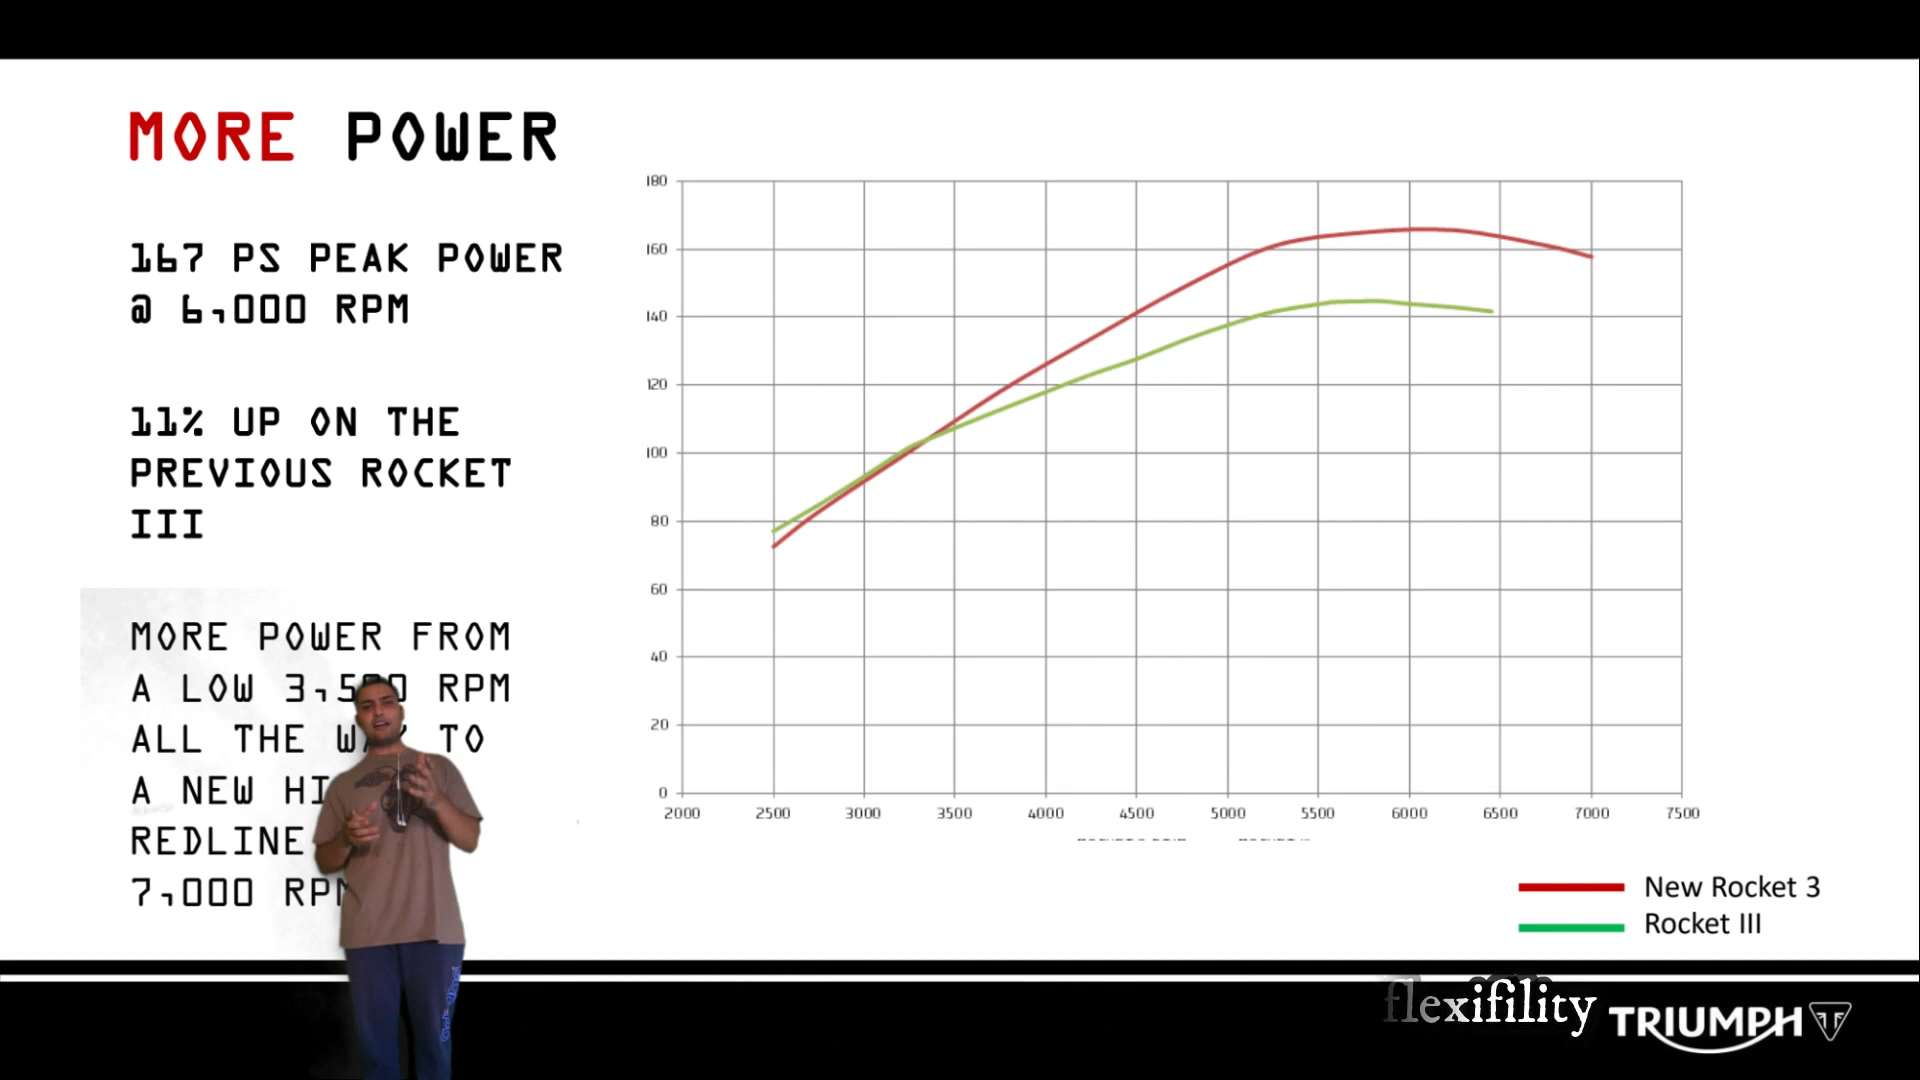 MORE POWER
167 PS PEAK POWER
@ 6,000 RPM
11% UP ON THE
PREVIOUS ROCKET
III
MORE POWER FROM
A LOW RPM
ALL THE TO
A NEW
REDLINE
7,000
180
160
140
120
100
80
60
40
20
0
2000 2500 3000 3500 4000 4500 5000 5500 6000 6500 7000 7500
New Rocket 3
Rocket III
flexifility
TRIUMPH